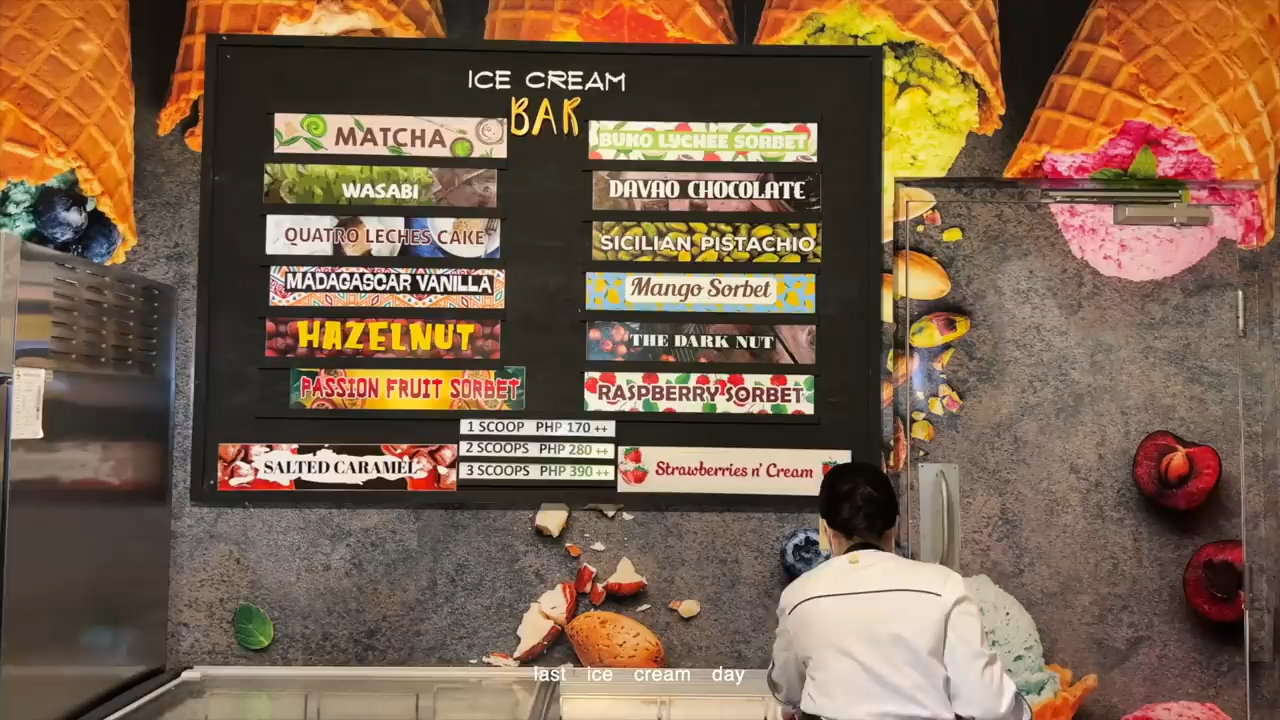 ICE CREAM
BAR
MATCHA
WASABI
QUATRO LECHES CAKE
MADAGASCAR VANILLA
HAZELNUT
PASSION FRUIT SORBET
SALTED CARAMEL
BUKO LYCHEE SORBET
DAVAO CHOCOLATE
SICILIAN PISTACHIO
Mango Sorbet
THE DARK NUT
RASPBERRY SORBET
Strawberries n' Cream
1 SCOOP PHP 170 ++
2 SCOOPS PHP 280 ++
3 SCOOPS PHP 390 ++
last ice cream day